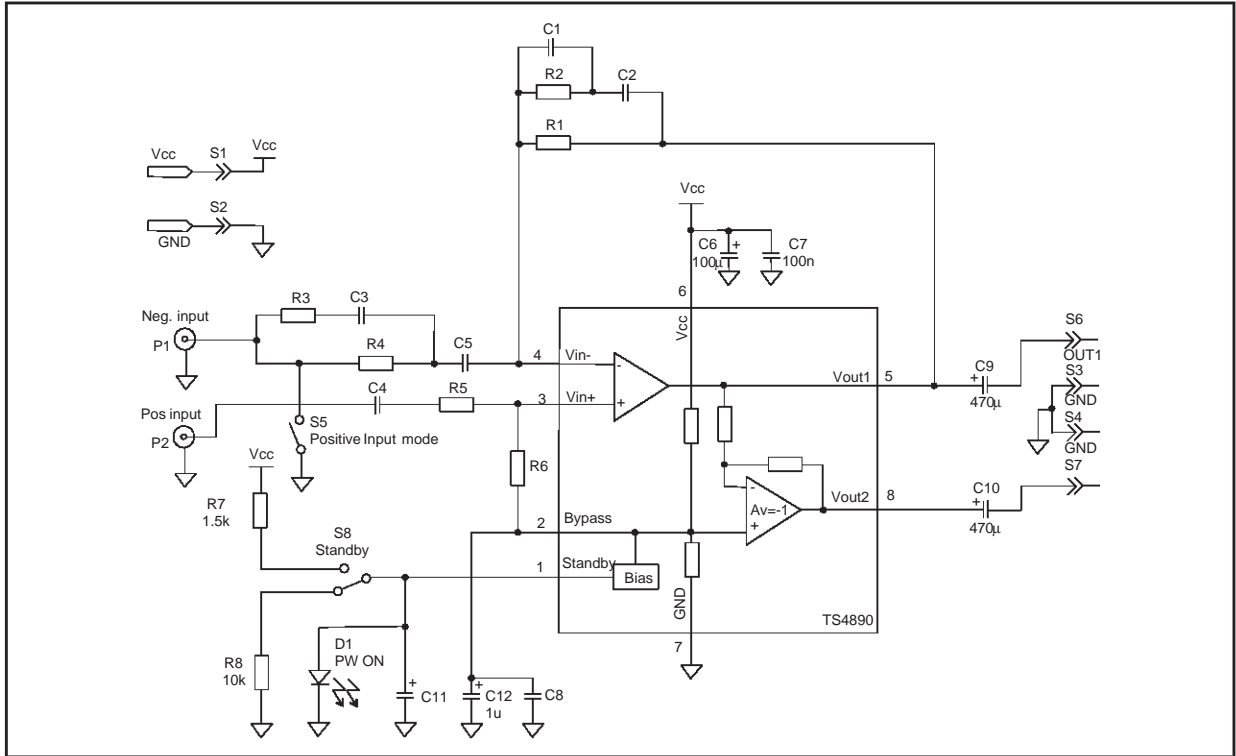 C1
R2
C2
R1
Vcc
S1
Vcc
S2
GND
Vcc
C6
+
C7
100µ
100n
6
Vcc
Neg. input
P1
R3
C3
R4
C5
4
Vin-
-
Vout1
5
C9
+
470µ
S6
OUT1
S3
GND
S4
GND
S7
Pos input
P2
C4
R5
3
Vin+
+
S5
Positive Input mode
R6
Vcc
R7
1.5k
S8
Standby
2
Bypass
-
Av=-1
+
Vout2
8
C10
+
470µ
1
Standby
Bias
GND
TS4890
7
R8
10k
D1
PW ON
+
C11
+
C12
1u
C8